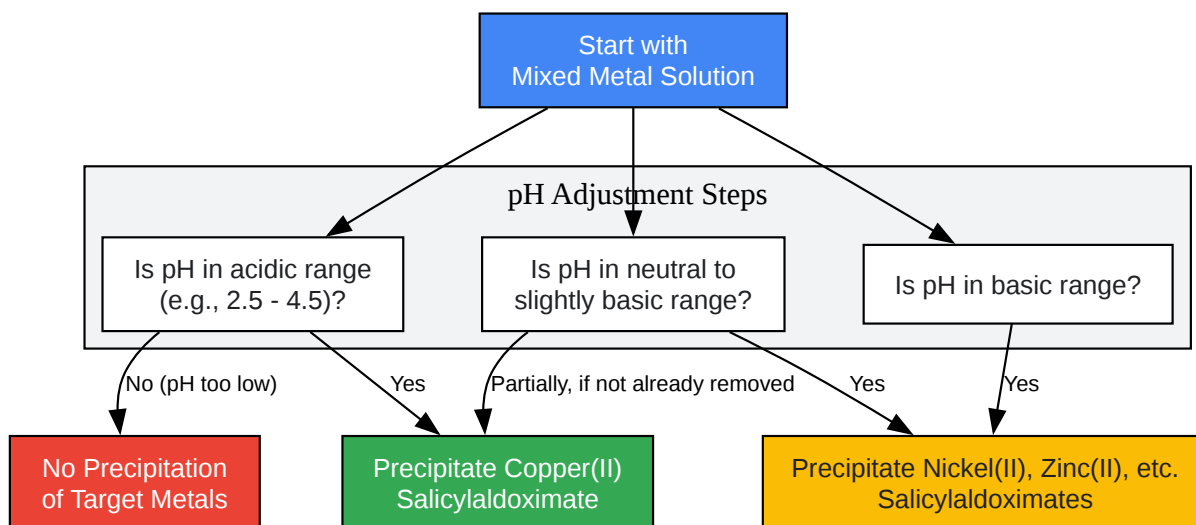 Start with
Mixed Metal Solution
pH Adjustment Steps
Is pH in acidic range
(e.g., 2.5 - 4.5)?
Is pH in neutral to
slightly basic range?
Is pH in basic range?
No (pH too low)
Yes
Partially, if not already removed
Yes
Yes
No Precipitation
of Target Metals
Precipitate Copper(II)
Salicylaldoximate
Precipitate Nickel(II), Zinc(II), etc.
Salicylaldoximates